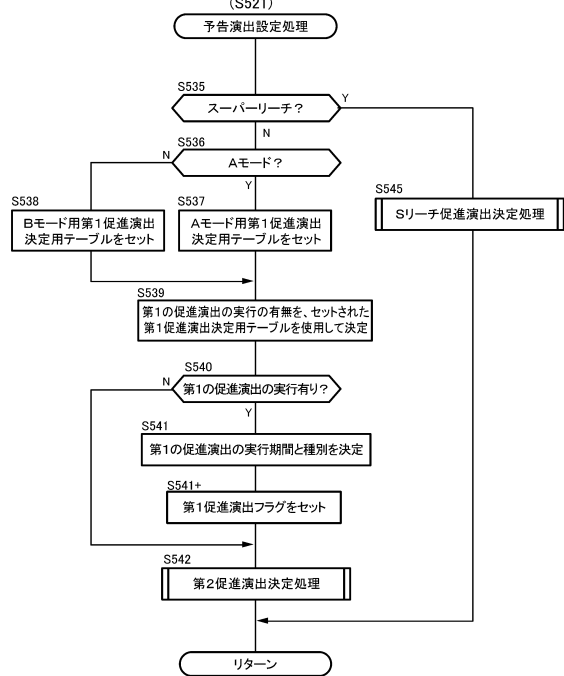 (S521)
予告演出設定処理
S535
スーパーリーチ?
Y
N
S536
Aモード?
N
Y
S545
Sリーチ促進演出決定処理
S538
Bモード用第1促進演出
決定用テーブルをセット
S537
Aモード用第1促進演出
決定用テーブルをセット
S539
第1の促進演出の実行の有無を、セットされた
第1促進演出決定用テーブルを使用して決定
S540
第1の促進演出の実行有り?
N
Y
S541
第1の促進演出の実行期間と種別を決定
S541+
第1促進演出フラグをセット
S542
第2促進演出決定処理
リターン